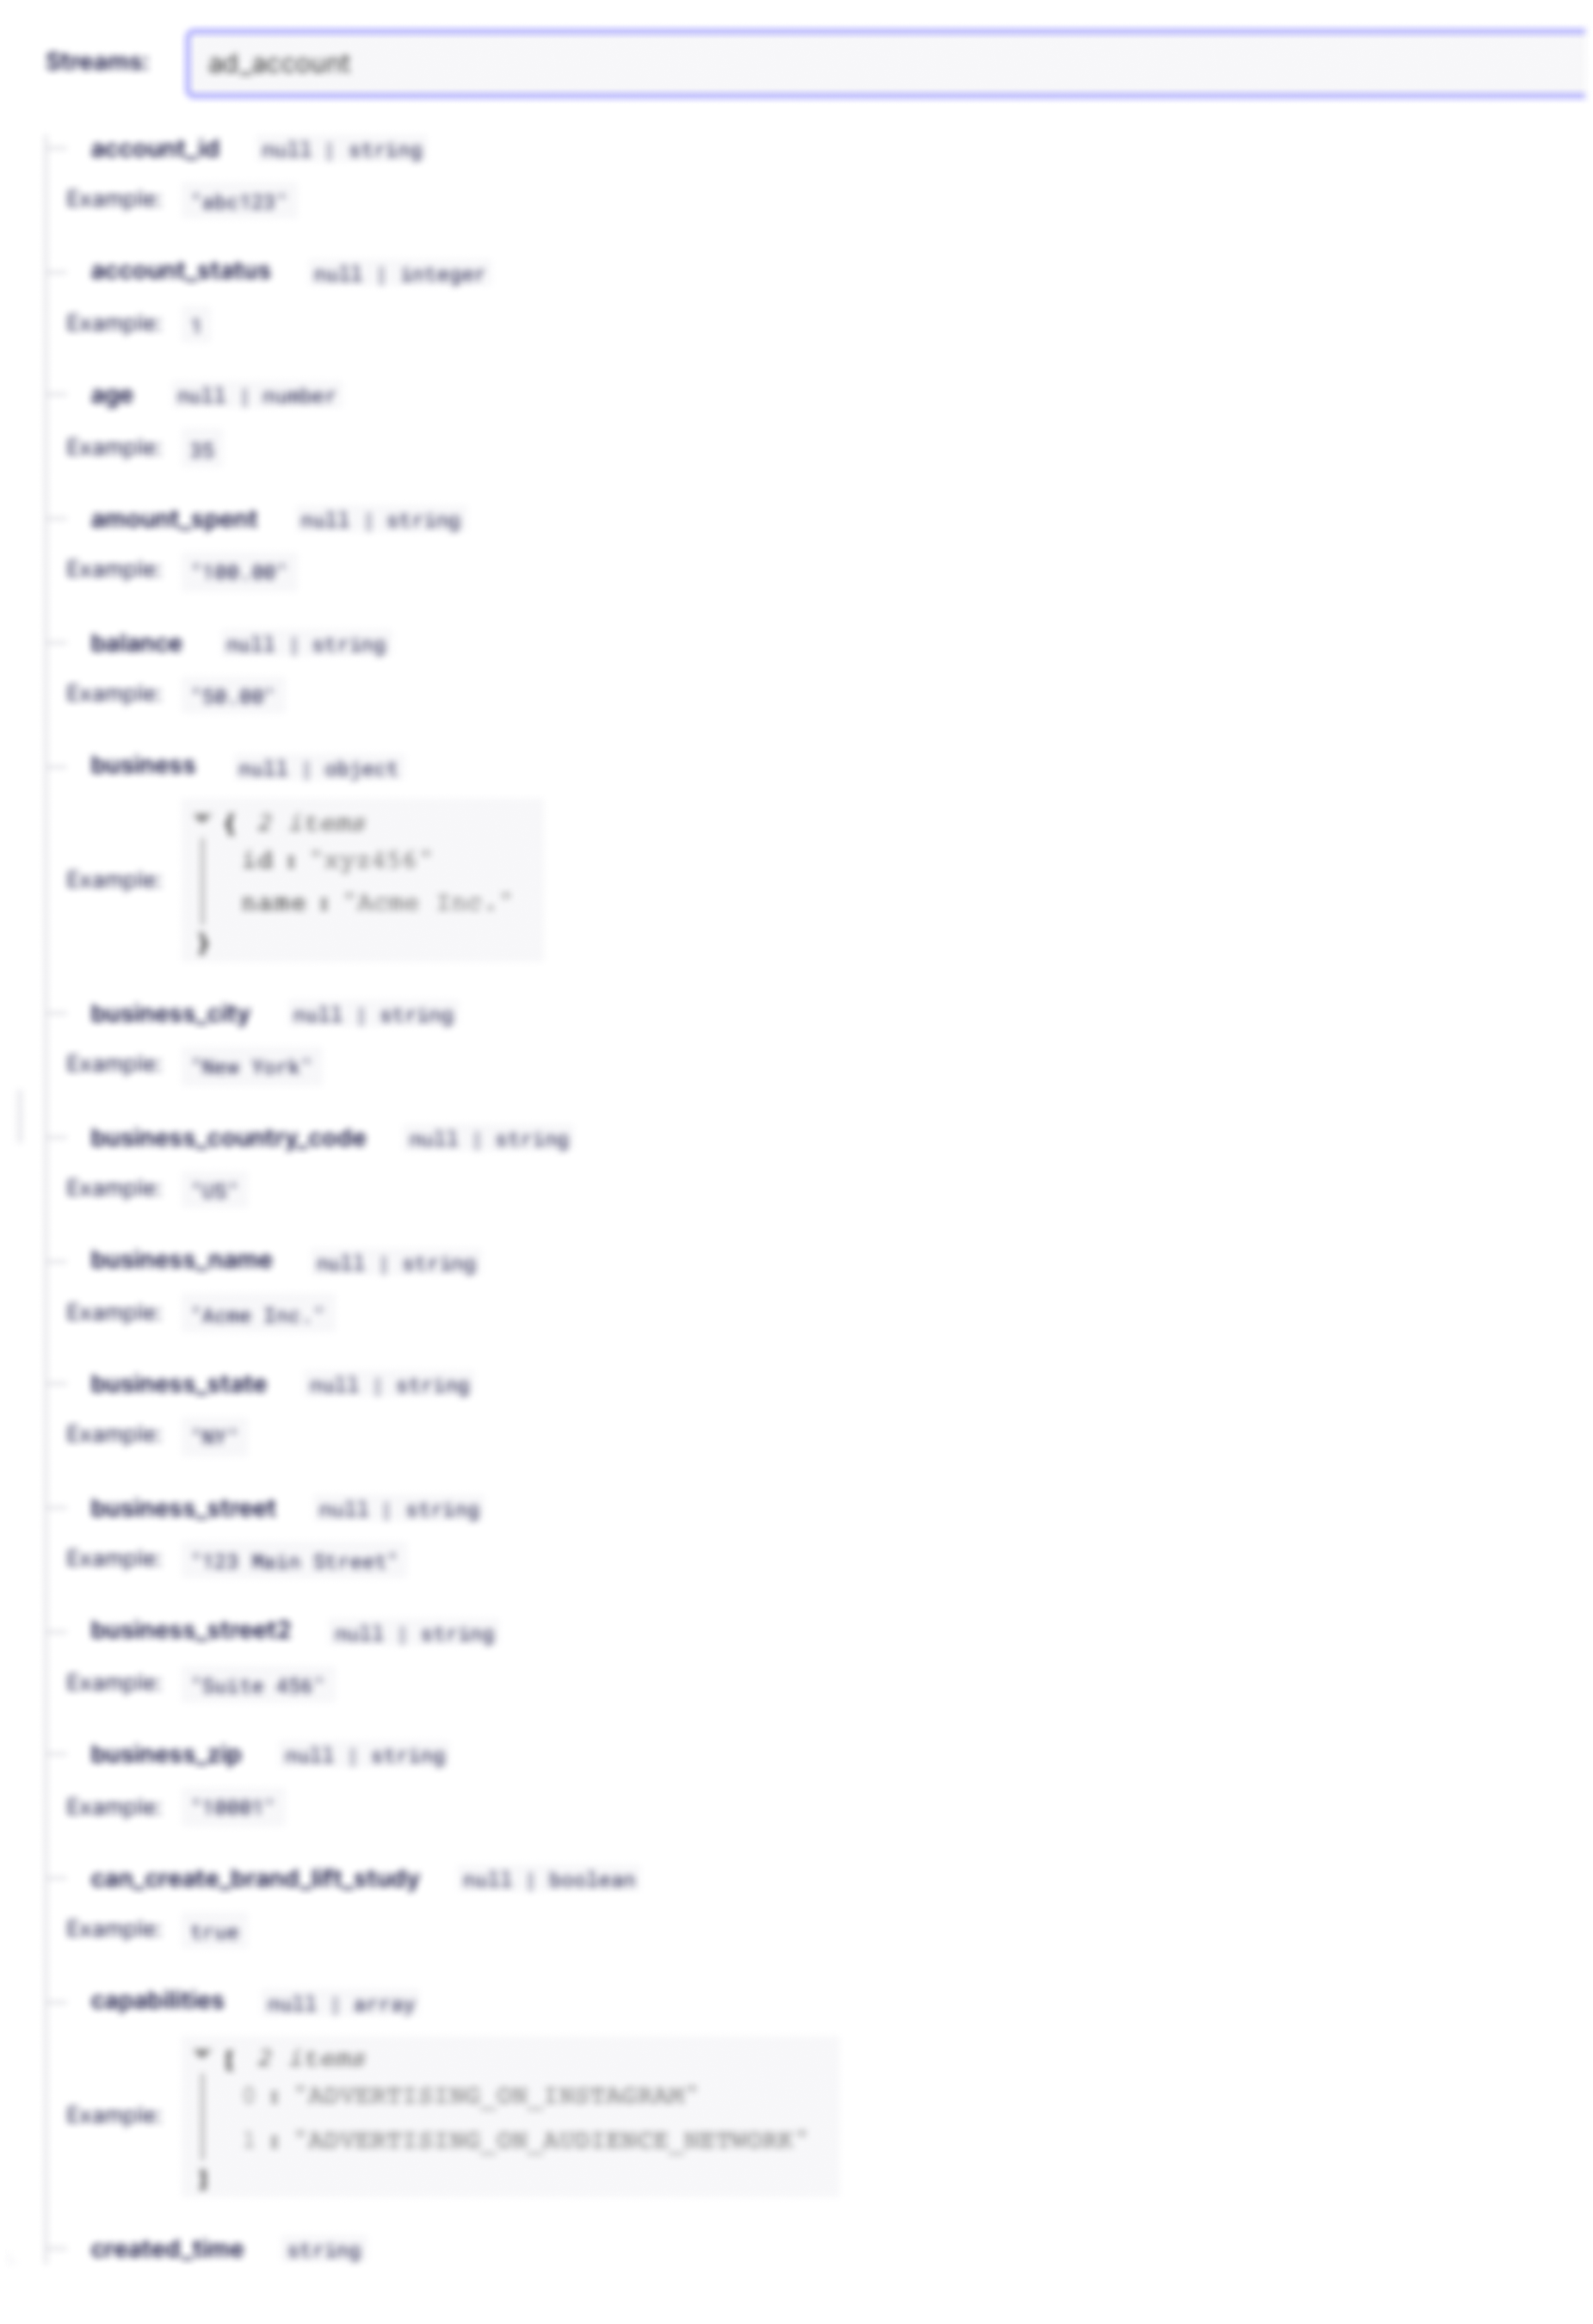 Streams: ad_account
account_id null | string
Example: "abc123"
account_status null | integer
Example: 1
age null | number
Example: 35
amount_spent null | string
Example: "100.00"
balance null | string
Example: "50.00"
business null | object
{ 2 items
id : "xyz456"
Example:
name : "Acme Inc."
}
business_city null | string
Example: "New York"
business_country_code null | string
Example: "US"
business_name null | string
Example: "Acme Inc."
business_state null | string
Example: "NY"
business_street null | string
Example: "123 Main Street"
business_street2 null | string
Example: "Suite 456"
business_zip null | string
Example: "10001"
can_create_brand_lift_study null | boolean
Example: true
capabilities null | array
[ 2 items
0 : "ADVERTISING_ON_INSTAGRAM"
Example:
1 : "ADVERTISING_ON_AUDIENCE_NETWORK"
]
created_time string